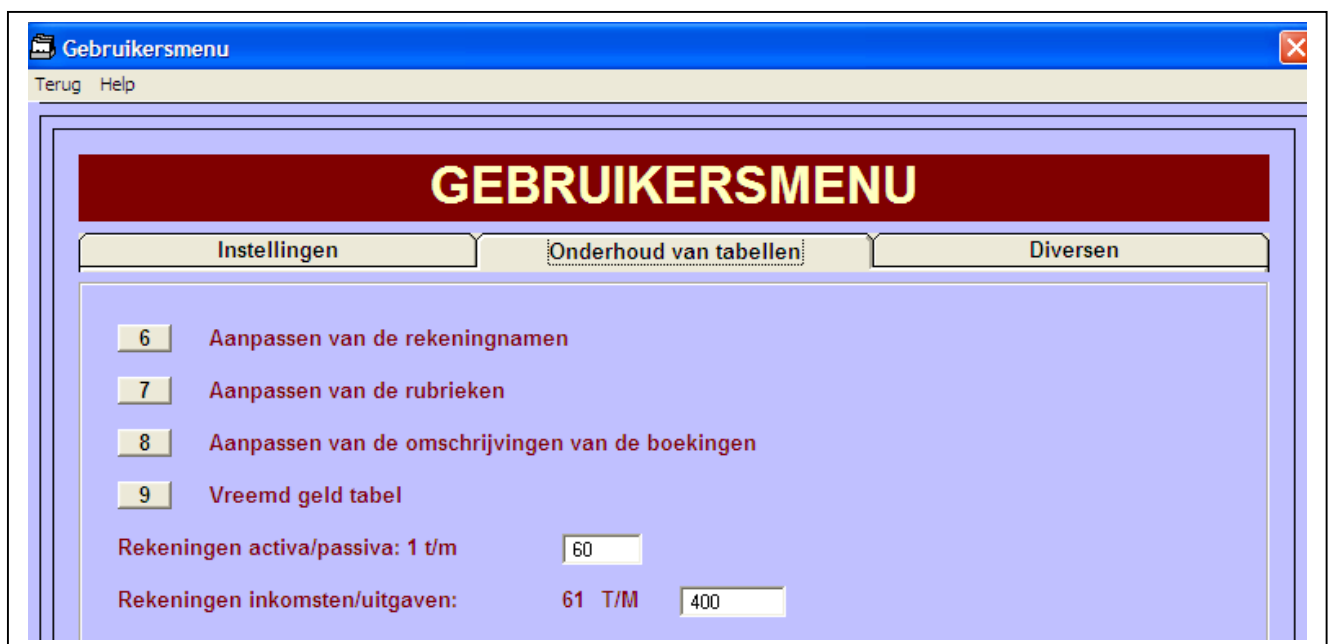 Gebruikersmenu
Terug Help
GEBRUIKERSMENU
Instellingen Onderhoud van tabellen Diversen
6 Aanpassen van de rekeningnamen
7 Aanpassen van de rubrieken
8 Aanpassen van de omschrijvingen van de boekingen
9 Vreemd geld tabel
Rekeningen activa/passiva: 1 t/m 60
Rekeningen inkomsten/uitgaven: 61 T/M 400